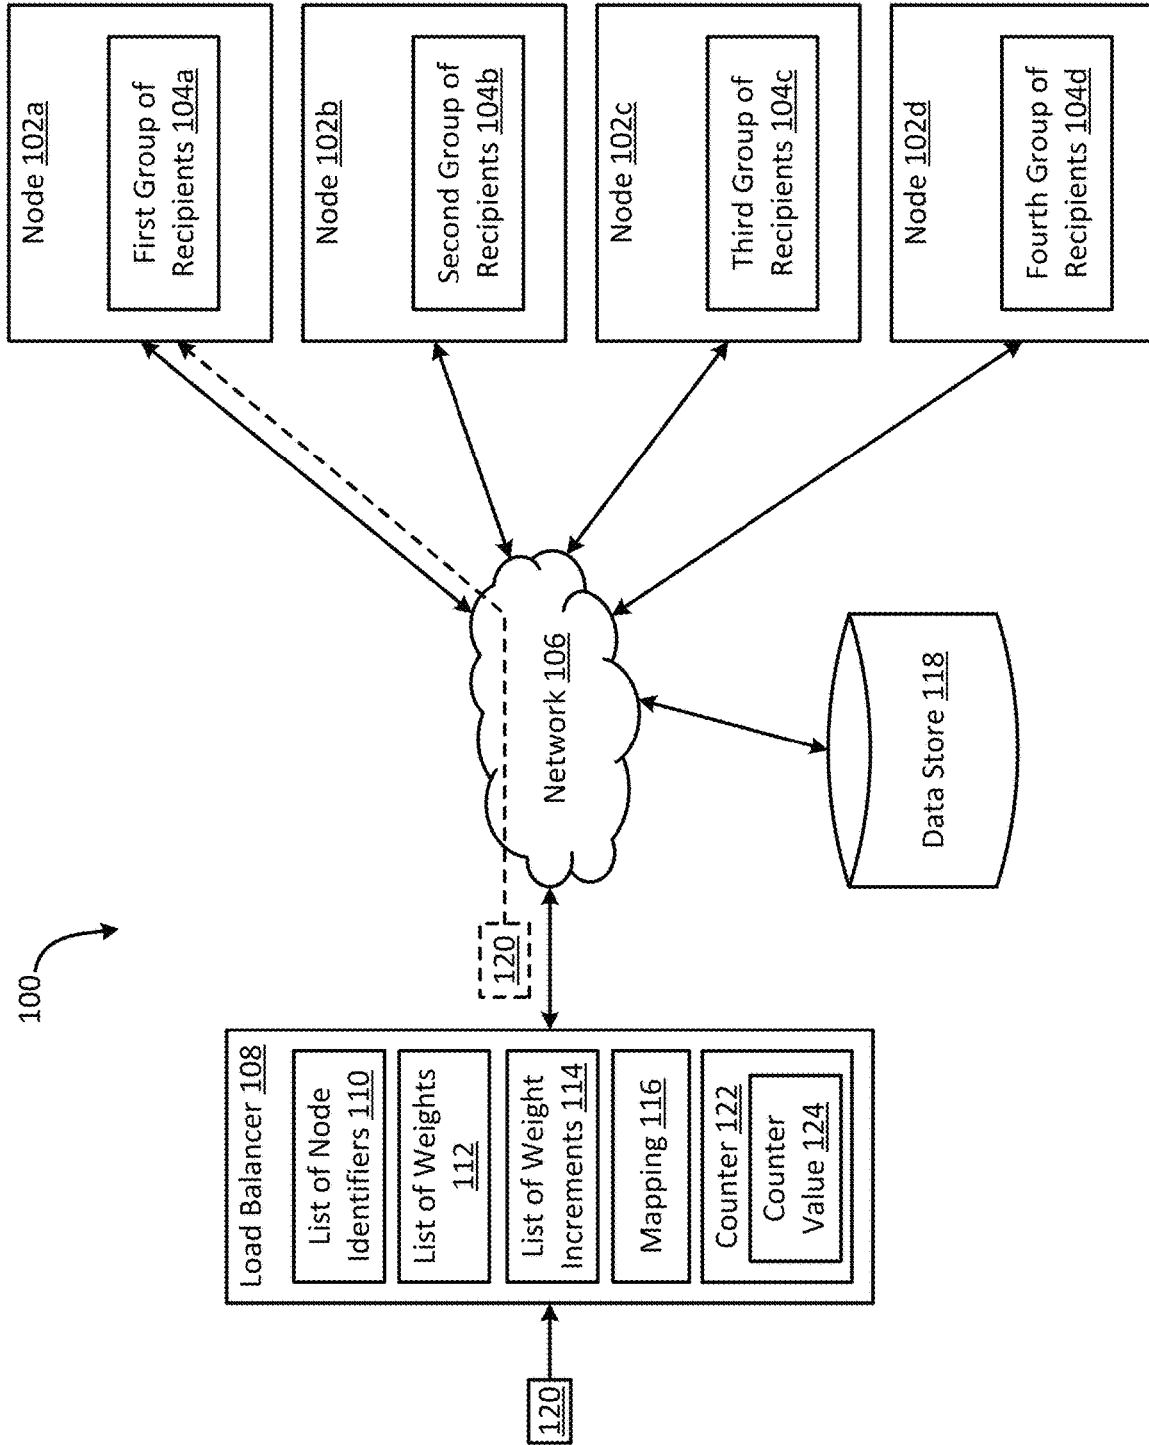 100
120
Load Balancer 108
List of Node
Identifiers 110
List of Weights
112
List of Weight
Increments 114
Mapping 116
Counter 122
Counter
Value 124
120
Network 106
Data Store 118
Node 102a
First Group of
Recipients 104a
Node 102b
Second Group of
Recipients 104b
Node 102c
Third Group of
Recipients 104c
Node 102d
Fourth Group of
Recipients 104d